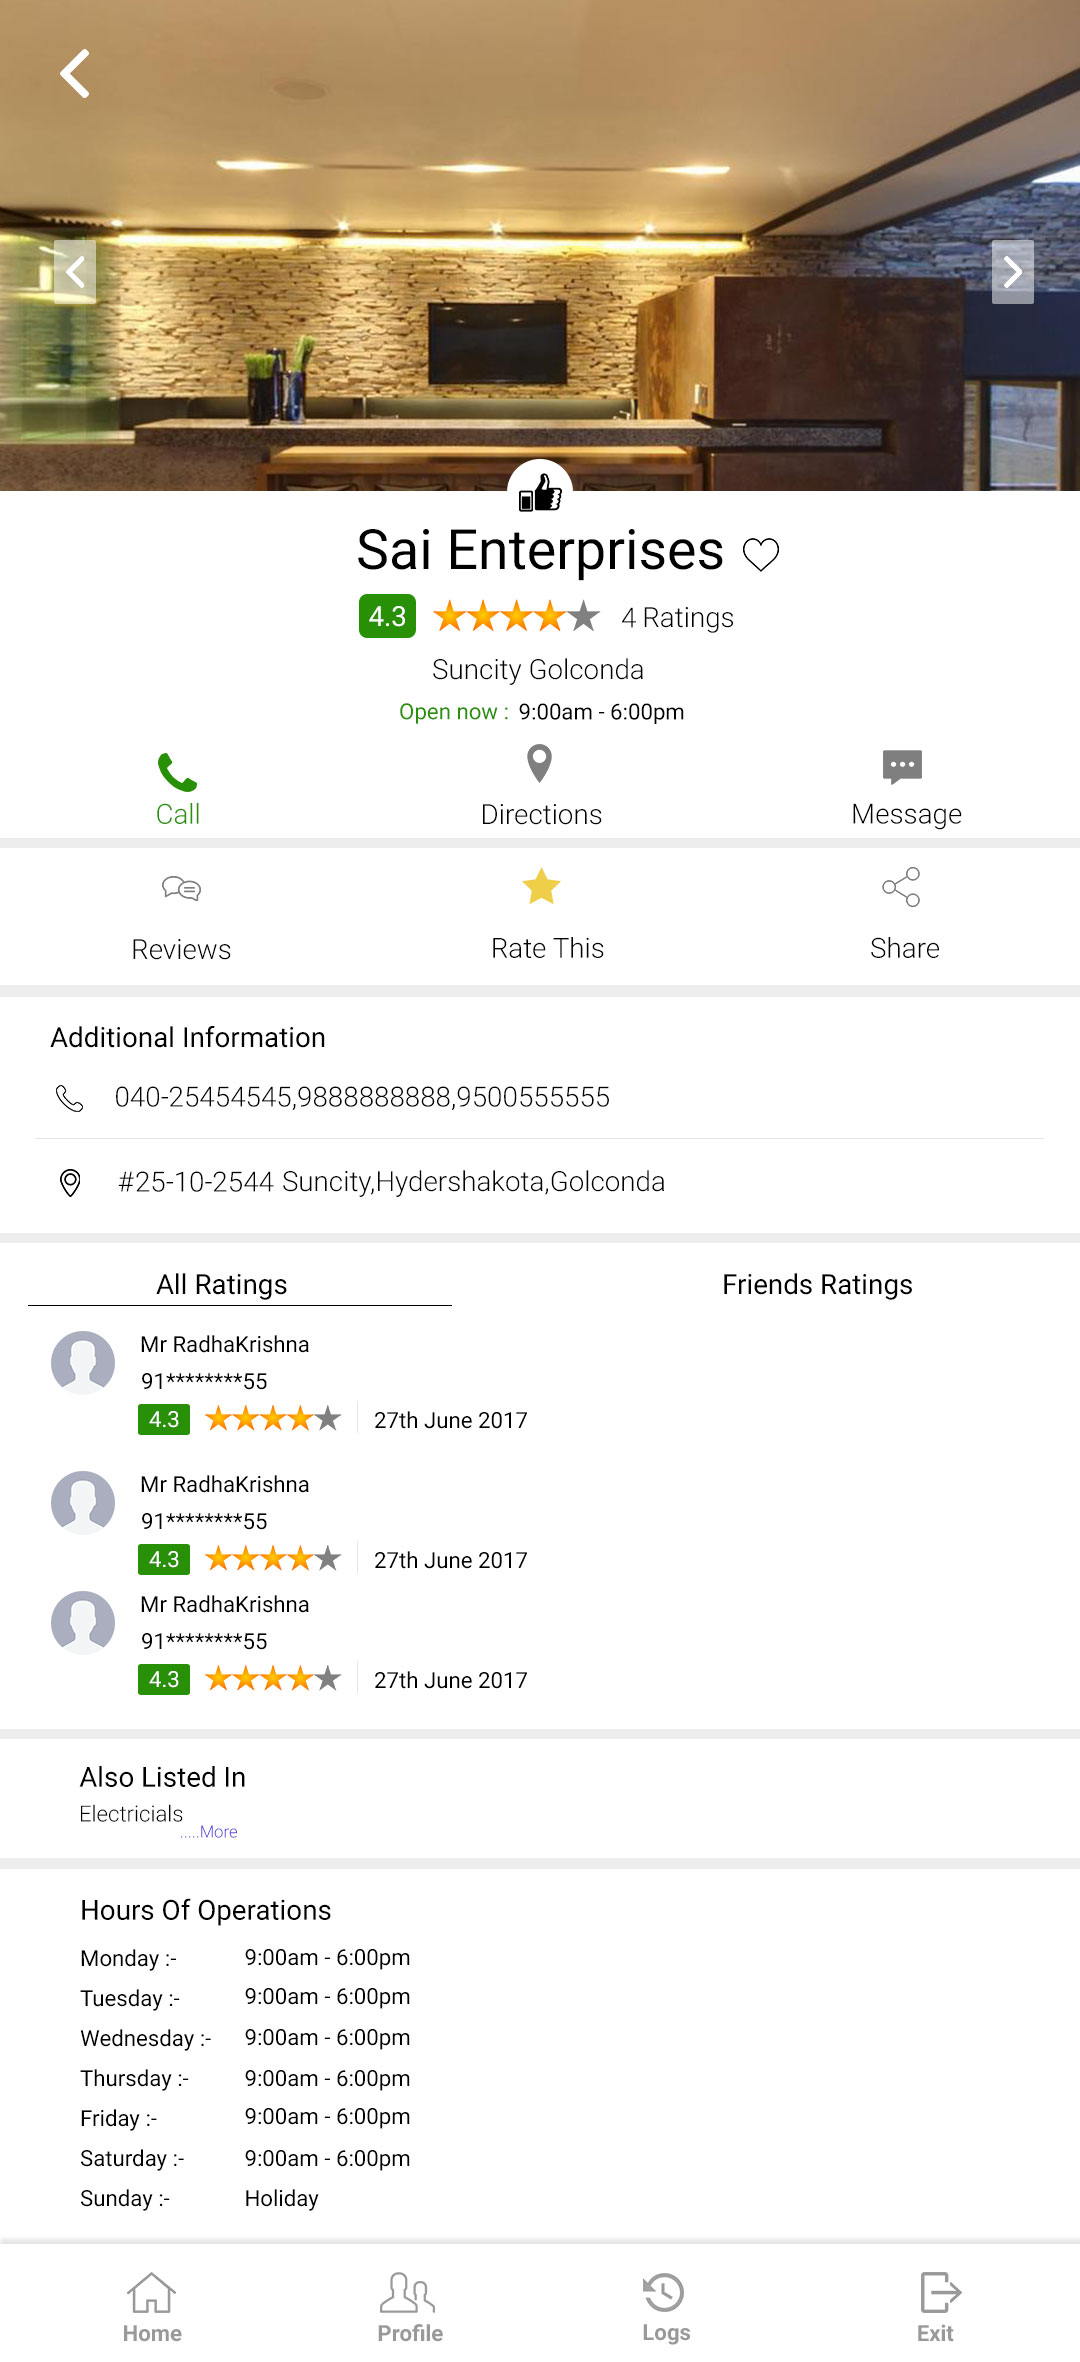 Sai Enterprises
4.3 4 Ratings
Suncity Golconda
Open now : 9:00am - 6:00pm
Call Directions Message
Reviews Rate This Share
Additional Information
040-25454545,9888888888,9500555555
#25-10-2544 Suncity,Hydershakota,Golconda
All Ratings Friends Ratings
Mr RadhaKrishna
91********55
4.3 27th June 2017
Mr RadhaKrishna
91********55
4.3 27th June 2017
Mr RadhaKrishna
91********55
4.3 27th June 2017
Also Listed In
Electricials
.....More
Hours Of Operations
Monday :- 9:00am - 6:00pm
Tuesday :- 9:00am - 6:00pm
Wednesday :- 9:00am - 6:00pm
Thursday :- 9:00am - 6:00pm
Friday :- 9:00am - 6:00pm
Saturday :- 9:00am - 6:00pm
Sunday :- Holiday
Home Profile Logs Exit